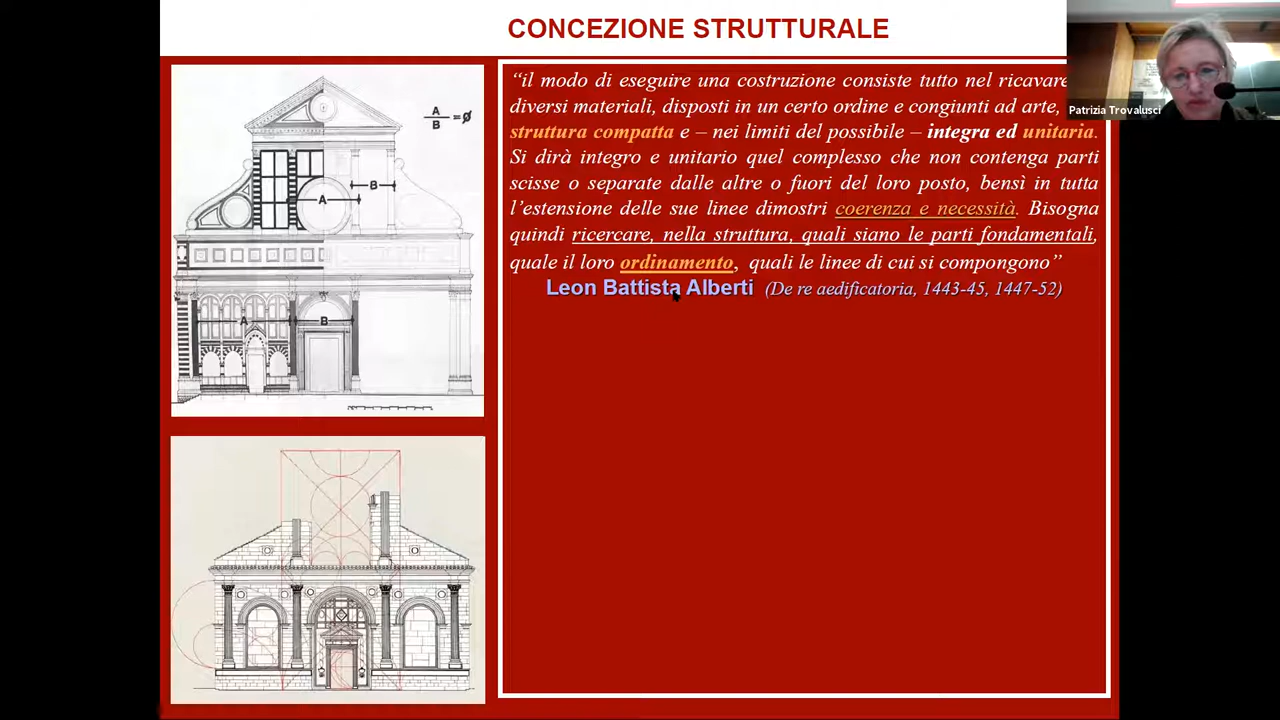 CONCEZIONE STRUTTURALE
“il modo di eseguire una costruzione consiste tutto nel ricavare
diversi materiali, disposti in un certo ordine e congiunti ad arte,
struttura compatta e – nei limiti del possibile – integra ed unitaria.
Si dirà integro e unitario quel complesso che non contenga parti
scisse o separate dalle altre o fuori del loro posto, bensì in tutta
l’estensione delle sue linee dimostri coerenza e necessità. Bisogna
quindi ricercare, nella struttura, quali siano le parti fondamentali,
quale il loro ordinamento, quali le linee di cui si compongono”
Leon Battista Alberti (De re aedificatoria, 1443-45, 1447-52)
Patrizia Trovalusci
A
B
=Ø
B
A
A
B